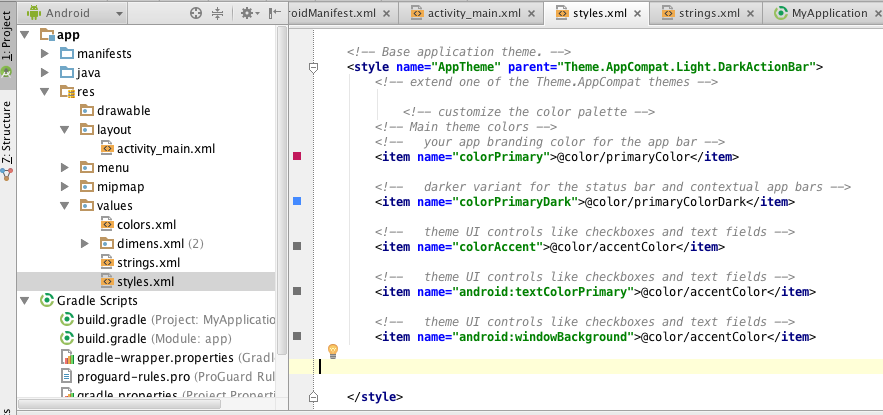 Android
roidManifest.xml
activity_main.xml
styles.xml
strings.xml
MyApplication
1: Project
Z: Structure
app
manifests
java
res
drawable
layout
activity_main.xml
menu
mipmap
values
colors.xml
dimens.xml (2)
strings.xml
styles.xml
Gradle Scripts
build.gradle (Project: MyApplication
build.gradle (Module: app)
gradle-wrapper.properties (Gradl
proguard-rules.pro (ProGuard Rul
gradle.properties (Project Properti
<!-- Base application theme. -->
<style name="AppTheme" parent="Theme.AppCompat.Light.DarkActionBar">
<!-- extend one of the Theme.AppCompat themes -->
<!-- customize the color palette -->
<!-- Main theme colors -->
<!-- your app branding color for the app bar -->
<item name="colorPrimary">@color/primaryColor</item>
<!-- darker variant for the status bar and contextual app bars -->
<item name="colorPrimaryDark">@color/primaryColorDark</item>
<!-- theme UI controls like checkboxes and text fields -->
<item name="colorAccent">@color/accentColor</item>
<!-- theme UI controls like checkboxes and text fields -->
<item name="android:textColorPrimary">@color/accentColor</item>
<!-- theme UI controls like checkboxes and text fields -->
<item name="android:windowBackground">@color/accentColor</item>
</style>